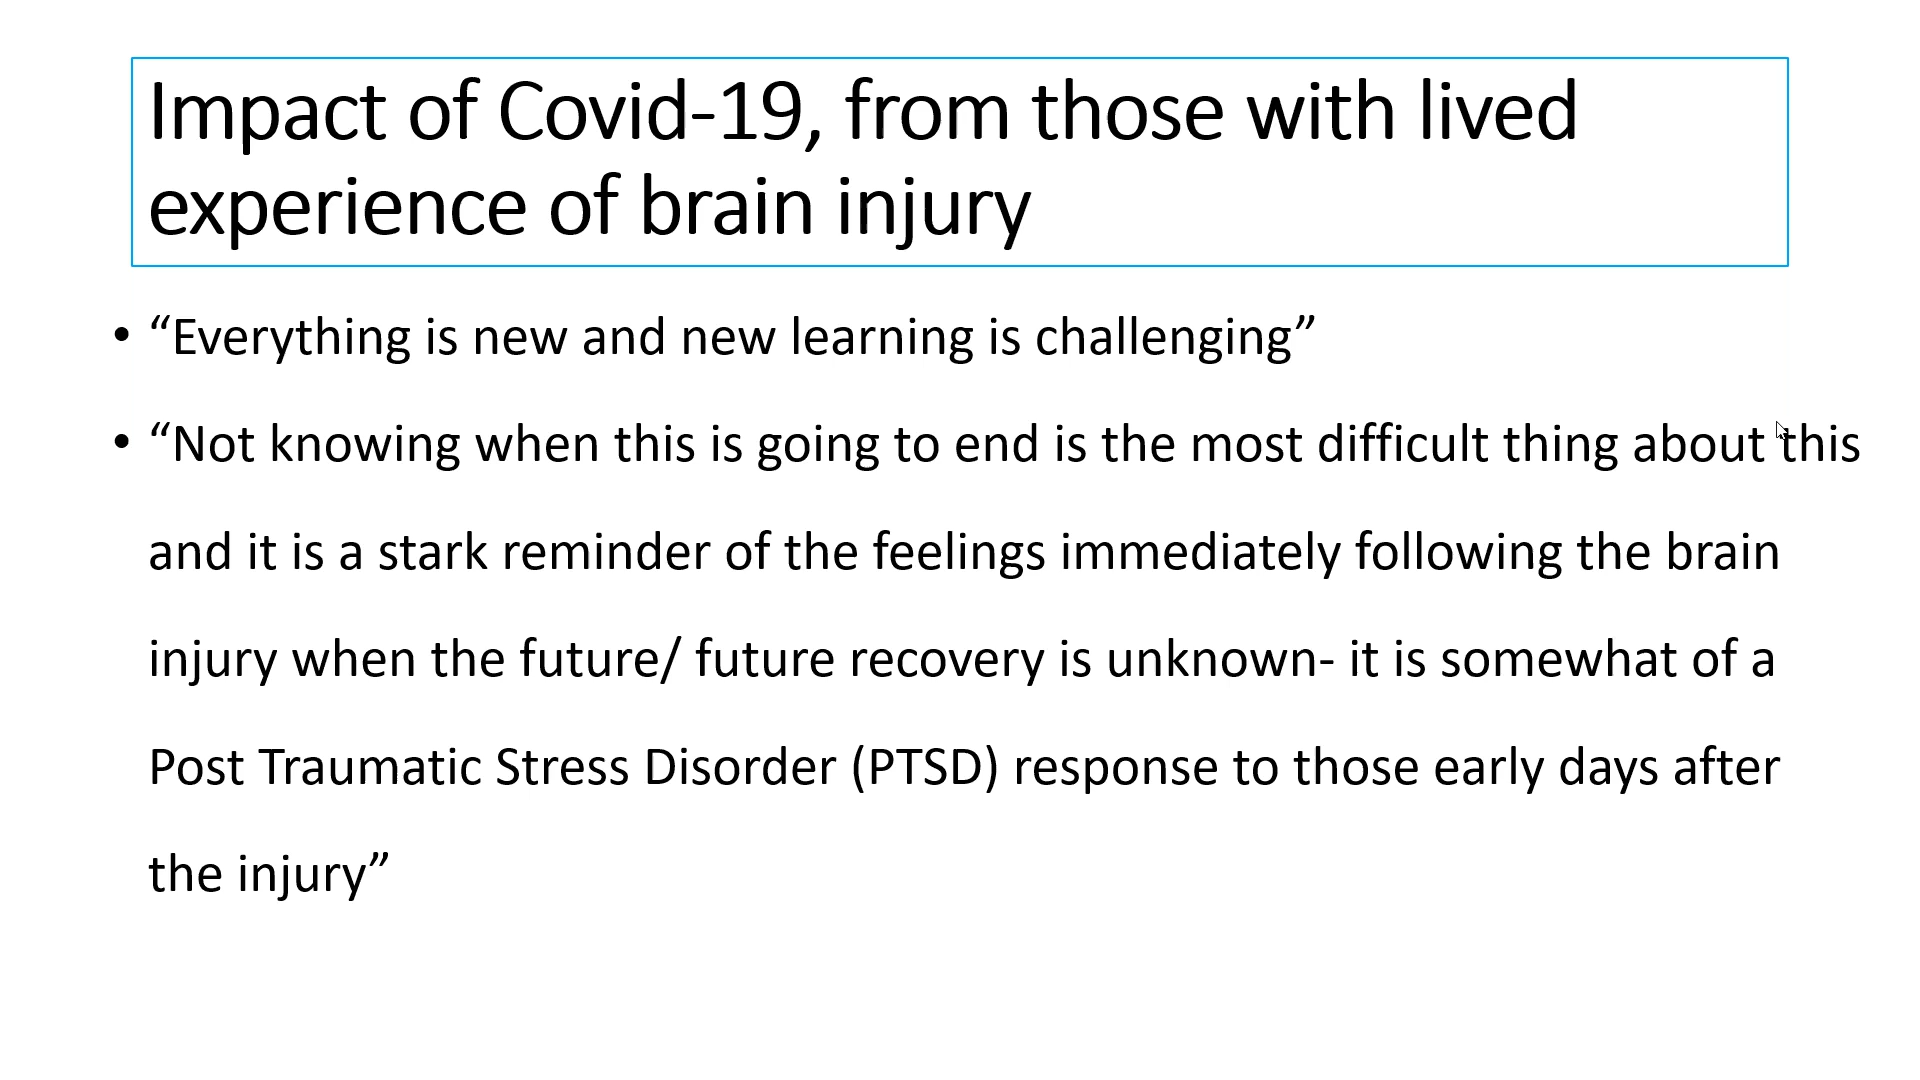 Impact of Covid-19, from those with lived
experience of brain injury
• “Everything is new and new learning is challenging”
• “Not knowing when this is going to end is the most difficult thing about this
and it is a stark reminder of the feelings immediately following the brain
injury when the future/ future recovery is unknown- it is somewhat of a
Post Traumatic Stress Disorder (PTSD) response to those early days after
the injury”